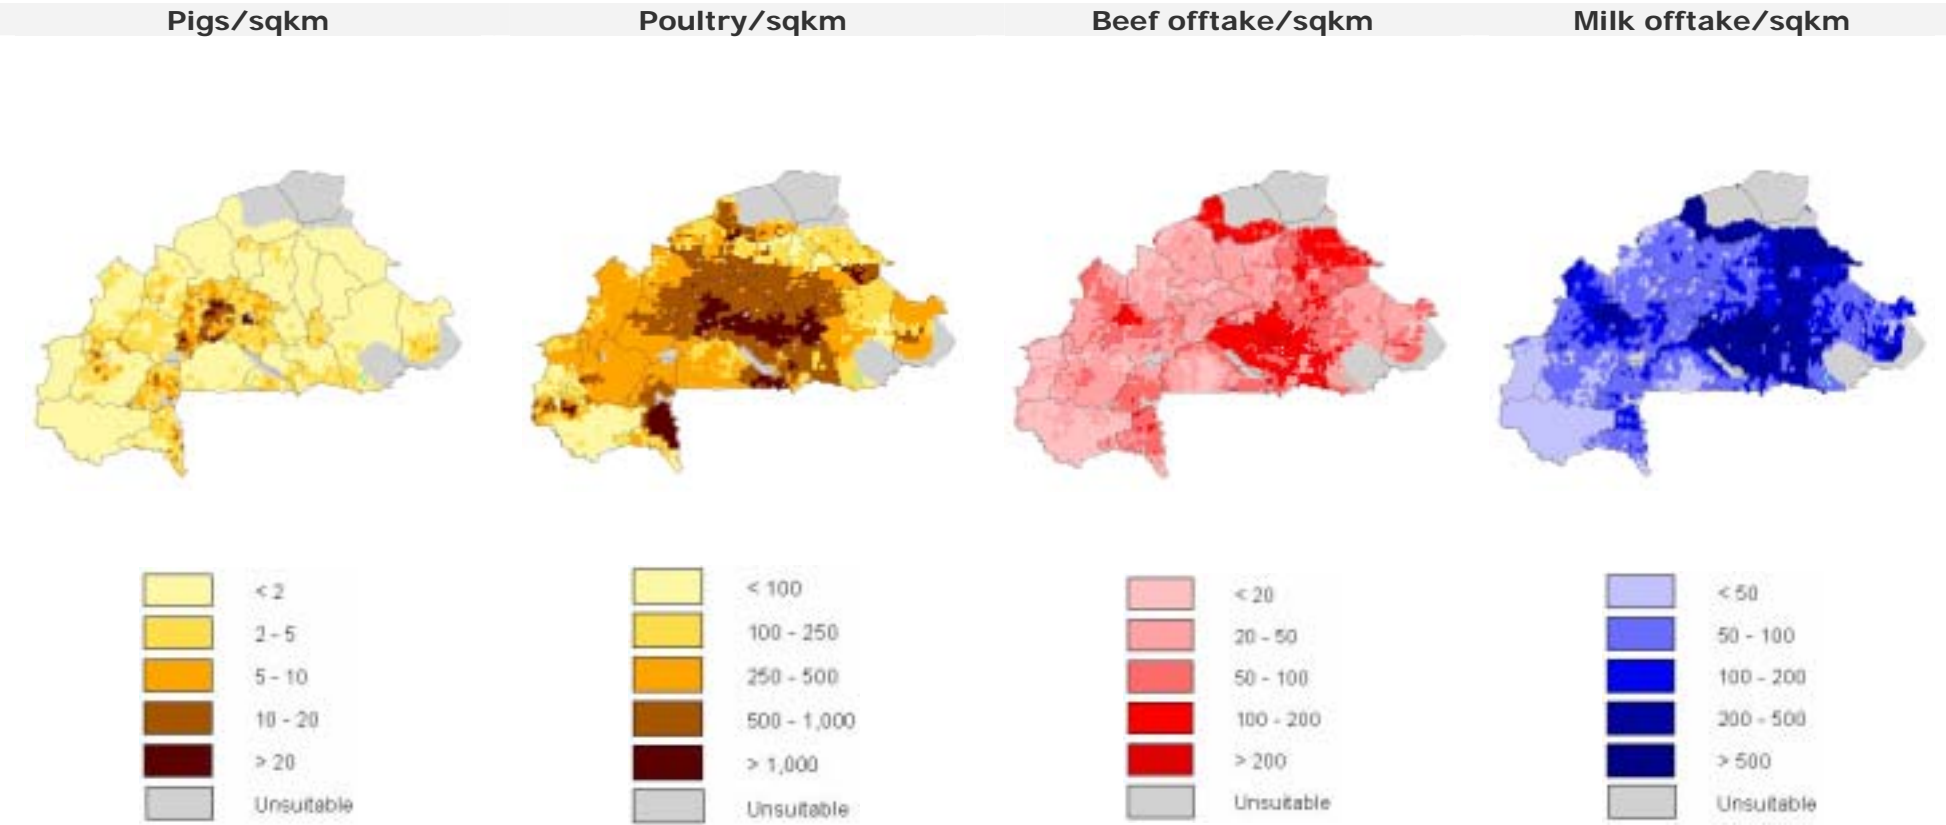 Pigs/sqkm Poultry/sqkm Beef offtake/sqkm Milk offtake/sqkm
< 2
2 - 5
5 - 10
10 - 20
> 20
Unsuitable
< 100
100 - 250
250 - 500
500 - 1,000
> 1,000
Unsuitable
< 20
20 - 50
50 - 100
100 - 200
> 200
Unsuitable
< 50
50 - 100
100 - 200
200 - 500
> 500
Unsuitable